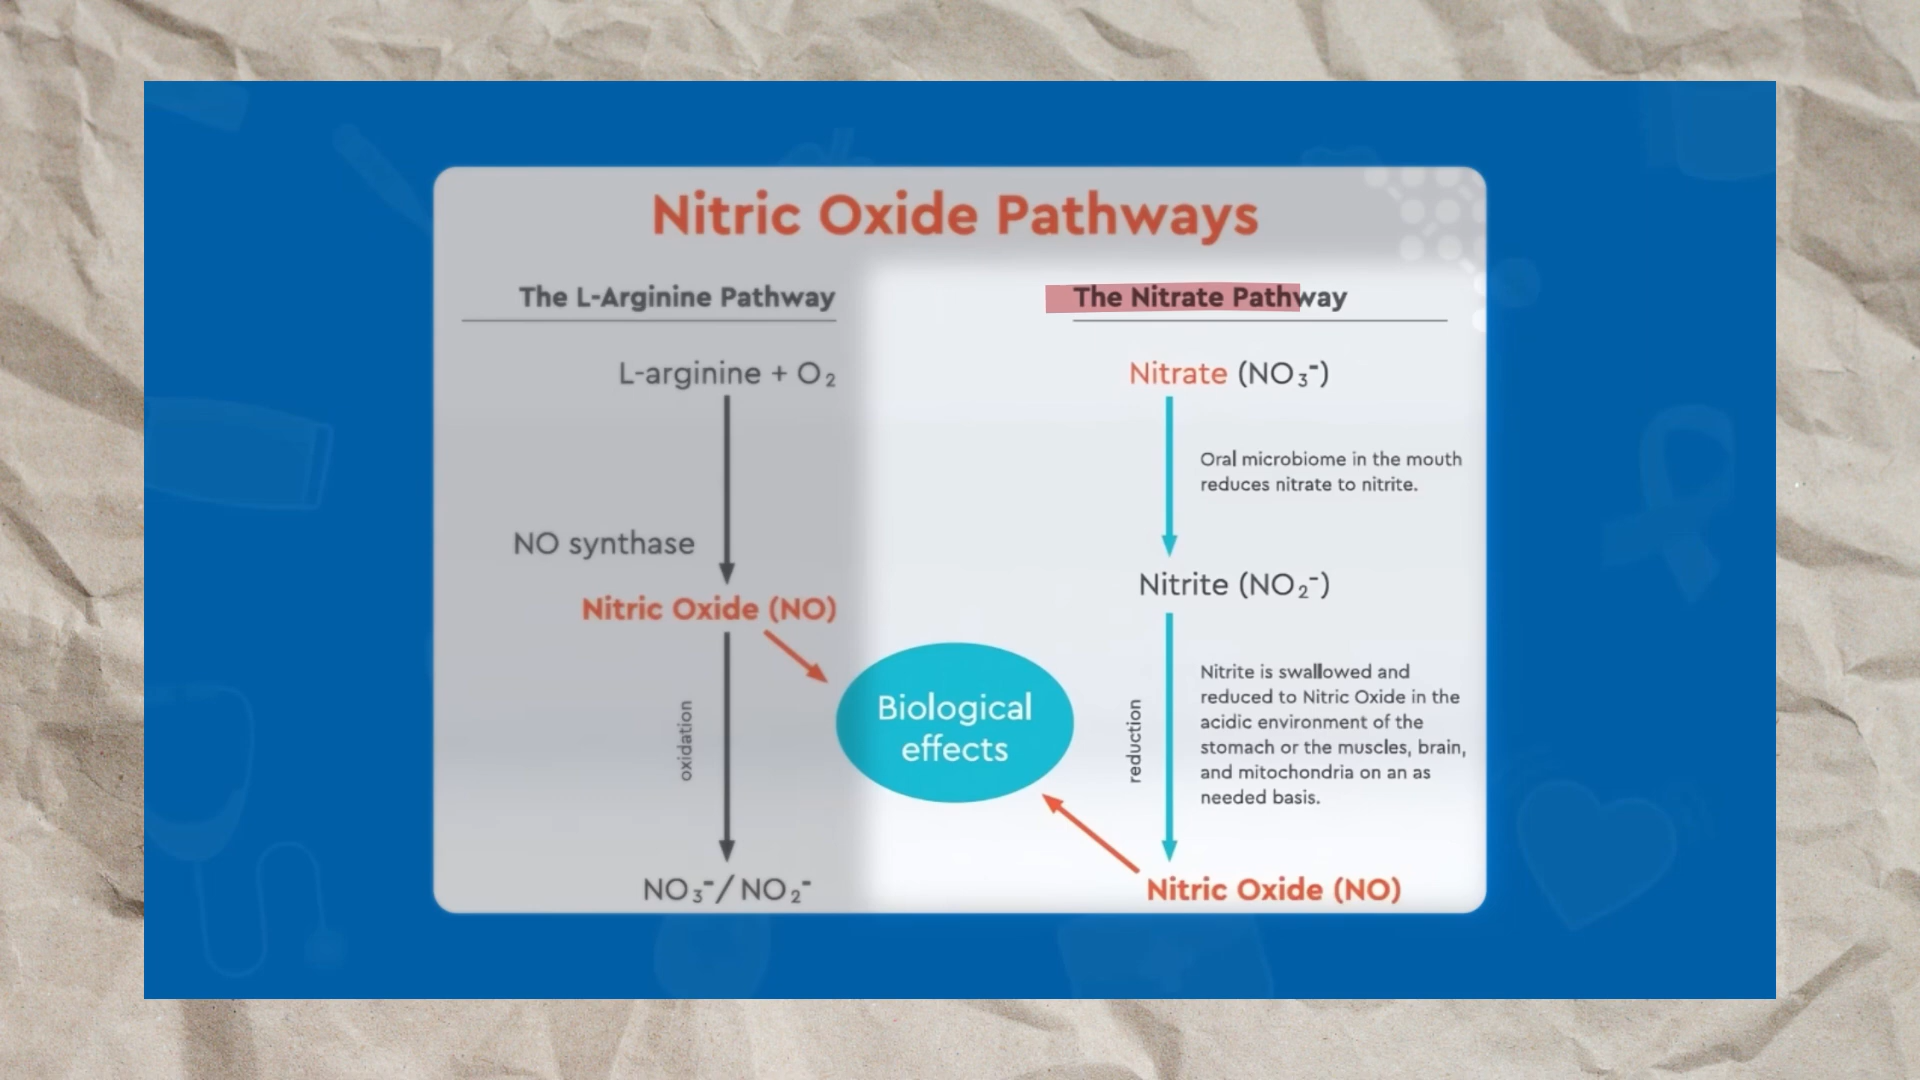 Nitric Oxide Pathways
The L-Arginine Pathway
L-arginine + O₂
NO synthase
Nitric Oxide (NO)
oxidation
NO₃⁻/NO₂⁻
Biological
effects
The Nitrate Pathway
Nitrate (NO₃⁻)
Oral microbiome in the mouth
reduces nitrate to nitrite.
Nitrite (NO₂⁻)
reduction
Nitrite is swallowed and
reduced to Nitric Oxide in the
acidic environment of the
stomach or the muscles, brain,
and mitochondria on an as
needed basis.
Nitric Oxide (NO)